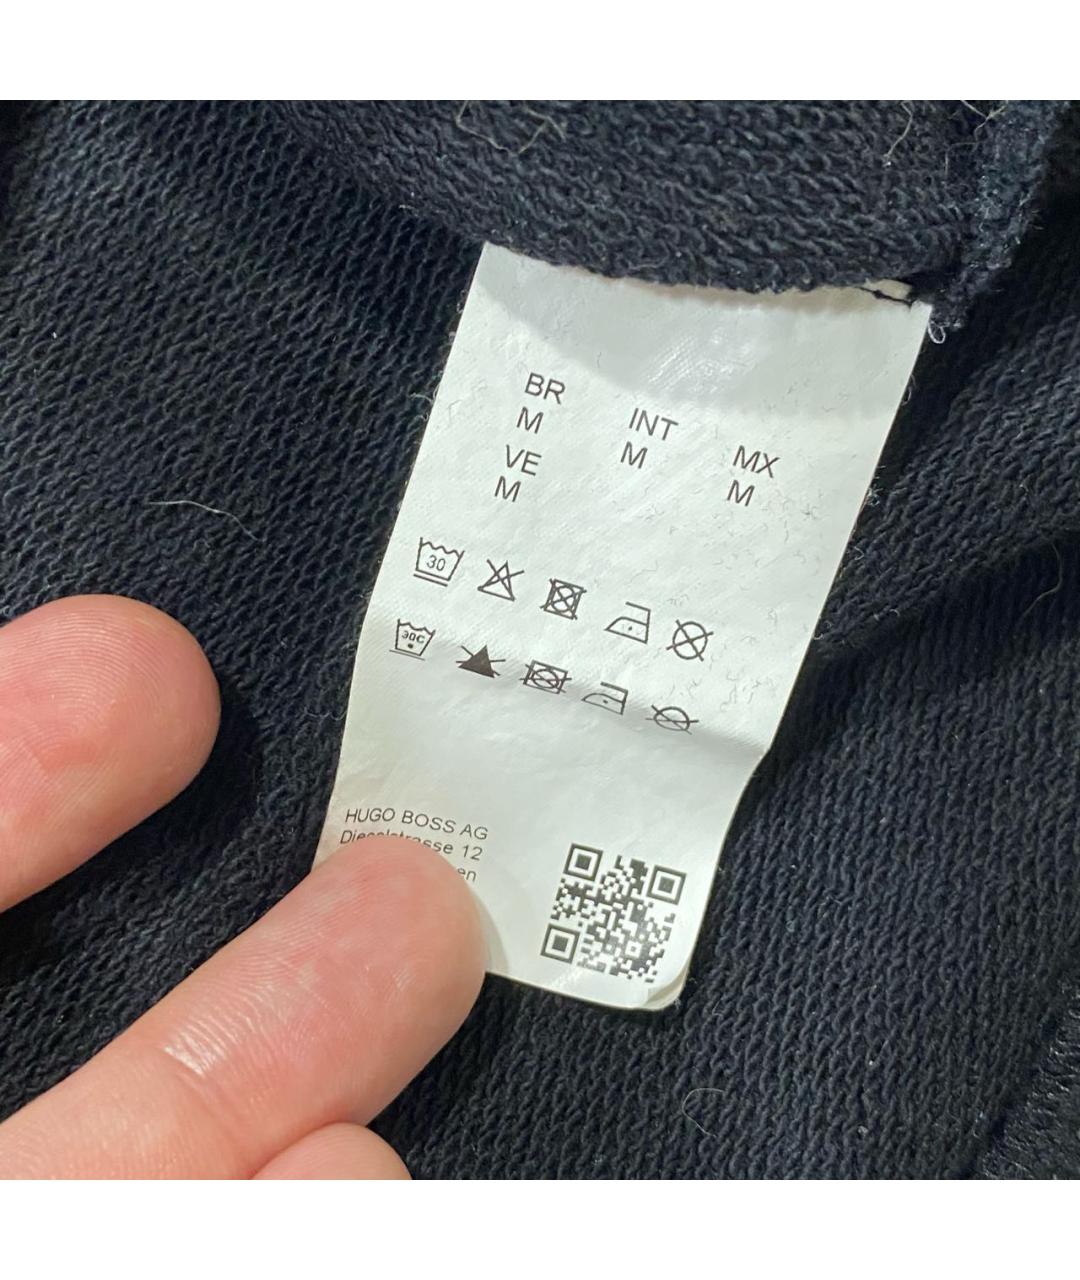 BR INT MX
M M M
VE
M
30
30C
HUGO BOSS AG
Dieselstrasse 12